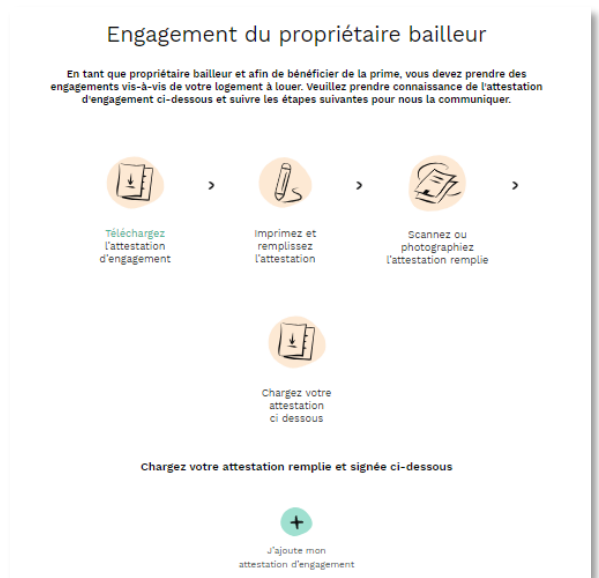 Engagement du propriétaire bailleur
En tant que propriétaire bailleur et afin de bénéficier de la prime, vous devez prendre des
engagements vis-à-vis de votre logement à louer. Veuillez prendre connaissance de l'attestation
d'engagement ci-dessous et suivre les étapes suivantes pour nous la communiquer.
Téléchargez
l'attestation
d'engagement
Imprimez et
remplissez
l'attestation
Scannez ou
photographiez
l'attestation remplie
Chargez votre
attestation
ci dessous
Chargez votre attestation remplie et signée ci-dessous
J'ajoute mon
attestation d'engagement